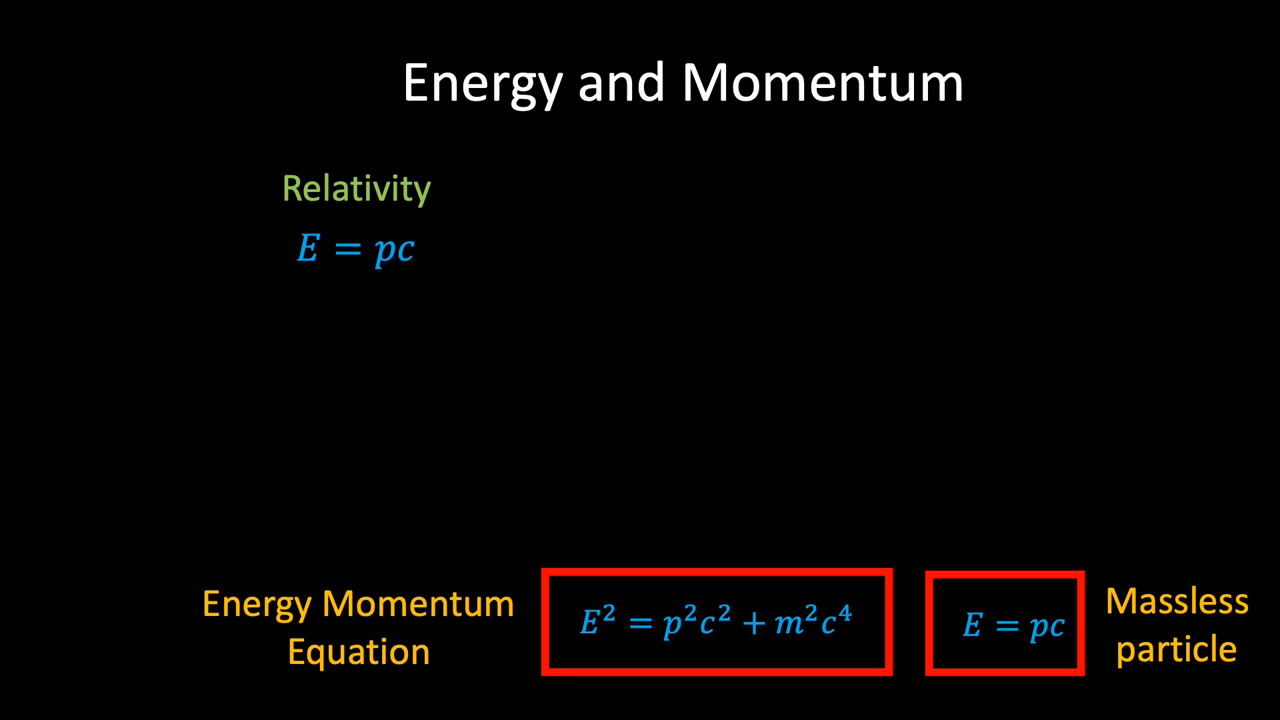 Energy and Momentum
Relativity
E = pc
Energy Momentum
Equation
E² = p²c² + m²c⁴
E = pc
Massless
particle